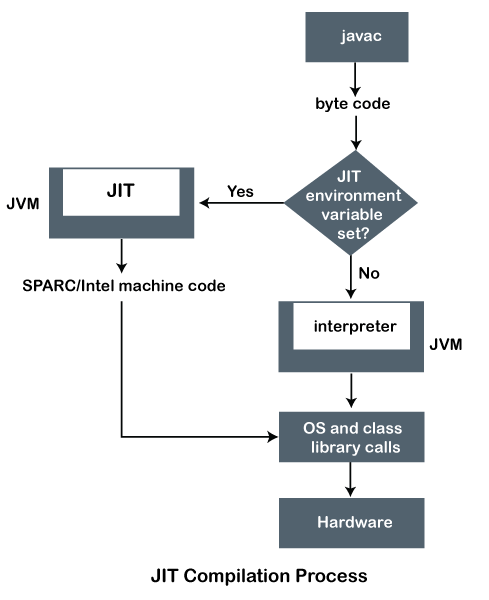 javac
byte code
JIT
environment
variable
set?
Yes
JIT
JVM
No
SPARC/Intel machine code
interpreter
JVM
OS and class
library calls
Hardware
JIT Compilation Process